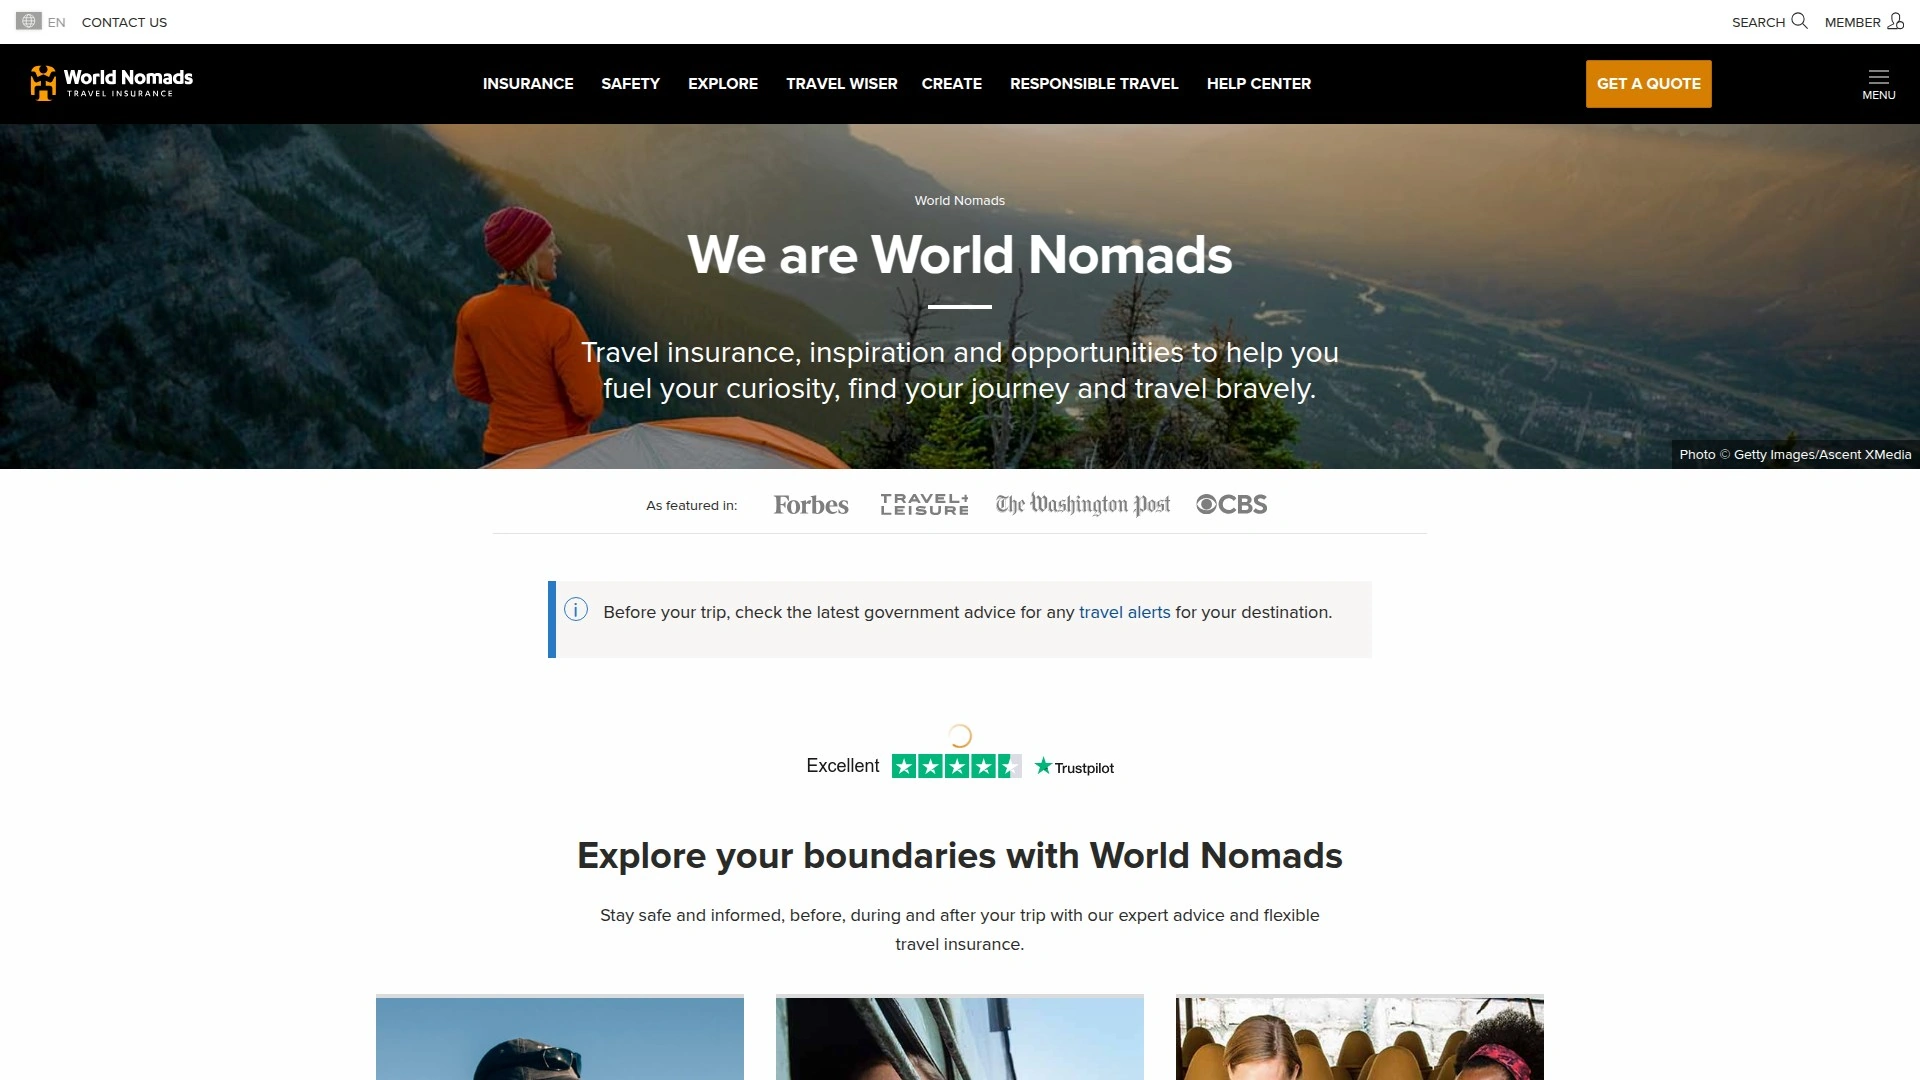 EN CONTACT US
SEARCH MEMBER
World Nomads
TRAVEL INSURANCE
INSURANCE SAFETY EXPLORE TRAVEL WISER CREATE RESPONSIBLE TRAVEL HELP CENTER
GET A QUOTE
MENU
World Nomads
We are World Nomads
Travel insurance, inspiration and opportunities to help you
fuel your curiosity, find your journey and travel bravely.
Photo © Getty Images/Ascent XMedia
As featured in: Forbes TRAVEL+ LEISURE The Washington Post CBS
Before your trip, check the latest government advice for any travel alerts for your destination.
Excellent Trustpilot
Explore your boundaries with World Nomads
Stay safe and informed, before, during and after your trip with our expert advice and flexible
travel insurance.